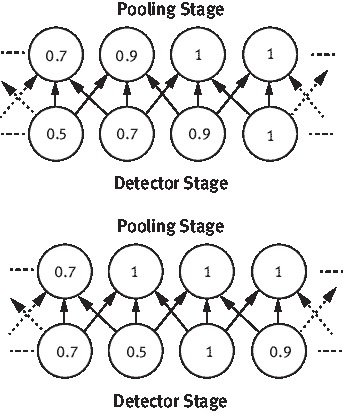 Pooling Stage
0.7 0.9 1 1
0.5 0.7 0.9 1
Detector Stage
Pooling Stage
0.7 1 1 1
0.7 0.5 1 0.9
Detector Stage